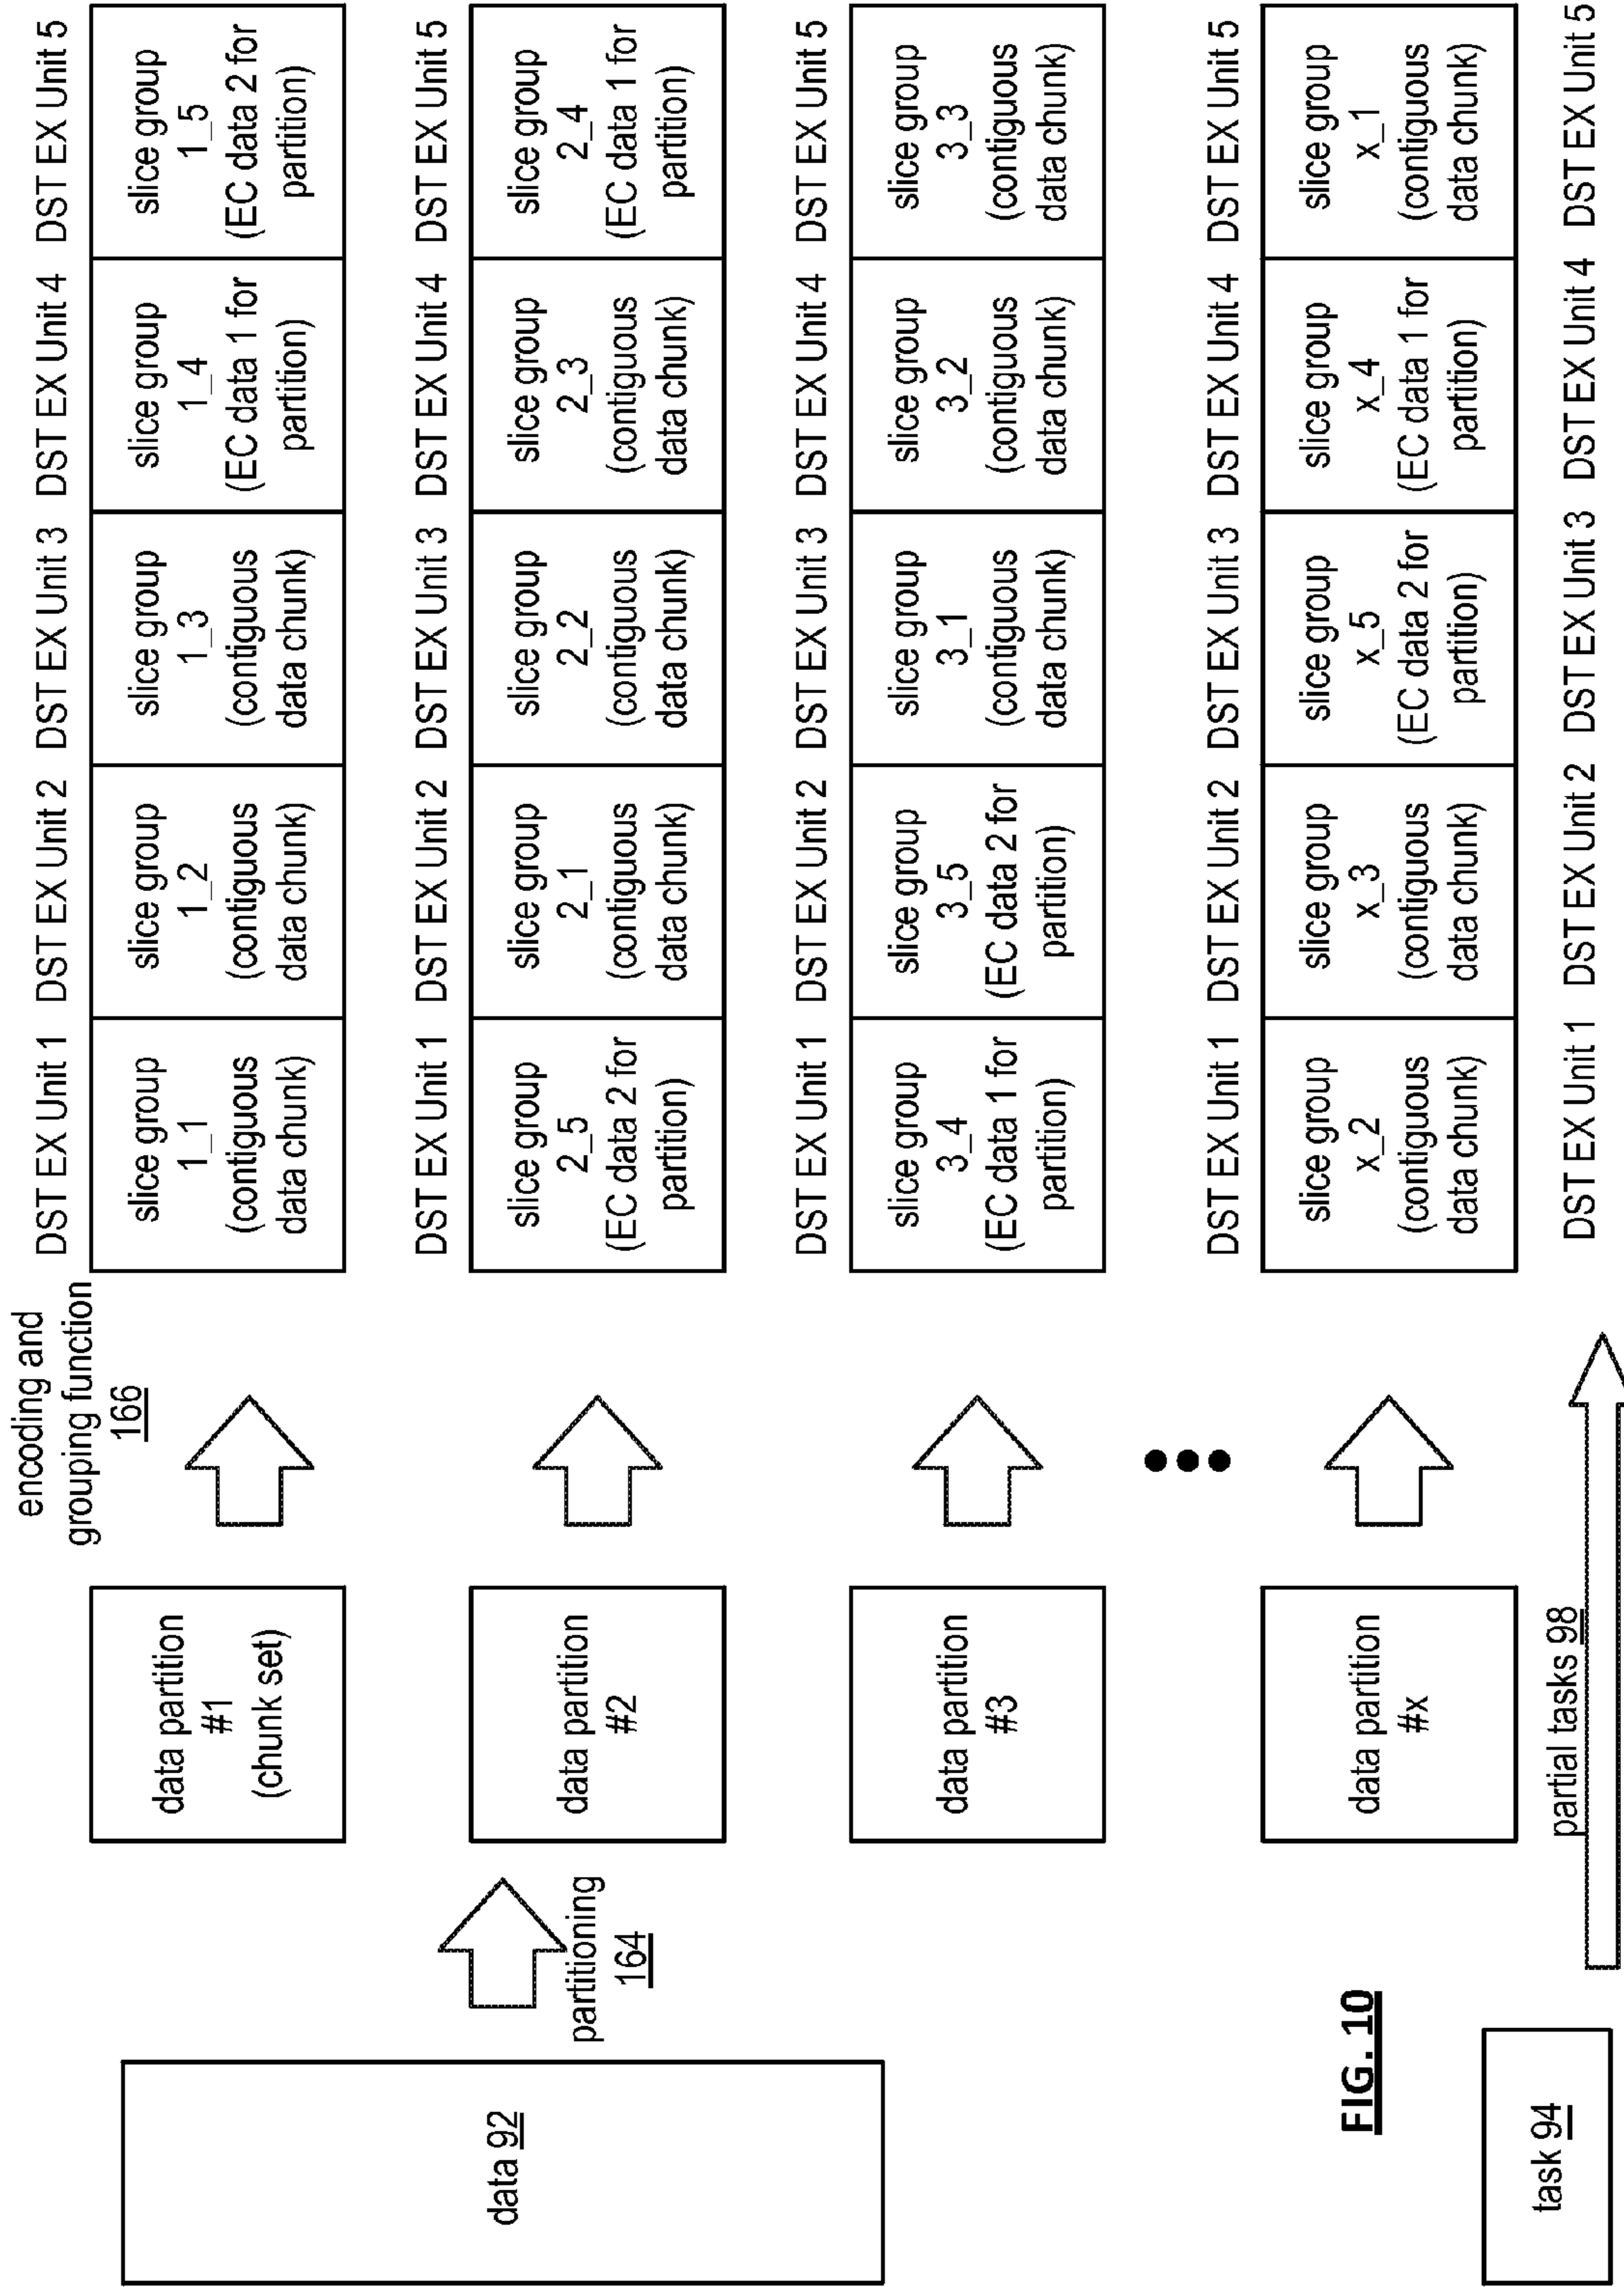 data 92
partitioning
164
data partition
#1
(chunk set)
data partition
#2
data partition
#3
data partition
#x
encoding and
grouping function
166
DST EX Unit 1
DST EX Unit 2
DST EX Unit 3
DST EX Unit 4
DST EX Unit 5
slice group
1_1
(contiguous
data chunk)
slice group
1_2
(contiguous
data chunk)
slice group
1_3
(contiguous
data chunk)
slice group
1_4
(EC data 1 for
partition)
slice group
1_5
(EC data 2 for
partition)
DST EX Unit 1
DST EX Unit 2
DST EX Unit 3
DST EX Unit 4
DST EX Unit 5
slice group
2_5
(EC data 2 for
partition)
slice group
2_1
(contiguous
data chunk)
slice group
2_2
(contiguous
data chunk)
slice group
2_3
(contiguous
data chunk)
slice group
2_4
(EC data 1 for
partition)
DST EX Unit 1
DST EX Unit 2
DST EX Unit 3
DST EX Unit 4
DST EX Unit 5
slice group
3_4
(EC data 1 for
partition)
slice group
3_5
(EC data 2 for
partition)
slice group
3_1
(contiguous
data chunk)
slice group
3_2
(contiguous
data chunk)
slice group
3_3
(contiguous
data chunk)
DST EX Unit 1
DST EX Unit 2
DST EX Unit 3
DST EX Unit 4
DST EX Unit 5
slice group
x_2
(contiguous
data chunk)
slice group
x_3
(contiguous
data chunk)
slice group
x_5
(EC data 2 for
partition)
slice group
x_4
(EC data 1 for
partition)
slice group
x_1
(contiguous
data chunk)
FIG. 10
task 94
partial tasks 98
DST EX Unit 1
DST EX Unit 2
DST EX Unit 3
DST EX Unit 4
DST EX Unit 5